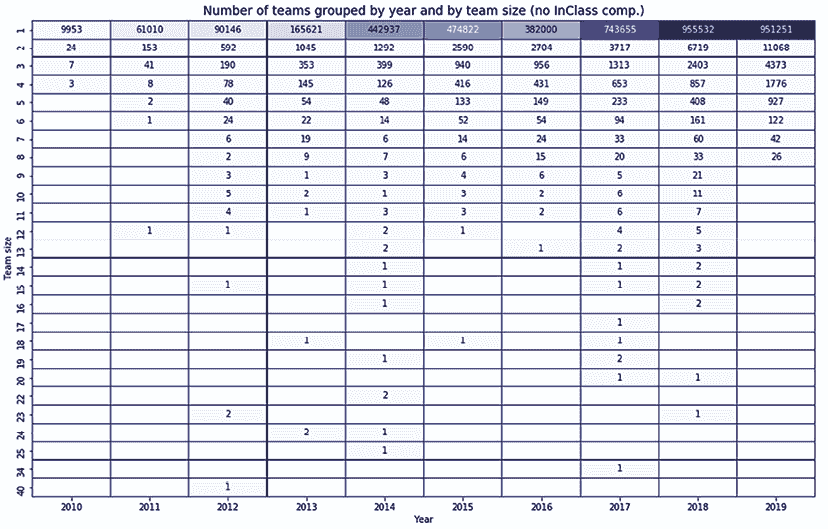 Number of teams grouped by year and by team size (no InClass comp.)
1 9953 61010 90146 165621 442937 474822 382000 743655 955532 951251
2 24 153 592 1045 1292 2590 2704 3717 6719 11068
3 7 41 190 353 399 940 956 1313 2403 4373
4 3 8 78 145 126 416 431 653 857 1776
5 2 40 54 48 133 149 233 408 927
6 1 24 22 14 52 54 94 161 122
7 6 19 6 14 24 33 60 42
8 2 9 7 6 15 20 33 26
9 3 1 3 4 6 5 21
10 5 2 1 3 2 6 11
11 4 1 3 3 2 6 7
12 1 1 2 1 4 5
13 2 1 2 3
14 1 1 2
15 1 1 1 2
16 1 2
17 1
18 1 1 1
19 1 2
20 1 1
22 2
23 2 1
24 2 1
25 1
34 1
40 1
Team size
2010 2011 2012 2013 2014 2015 2016 2017 2018 2019
Year